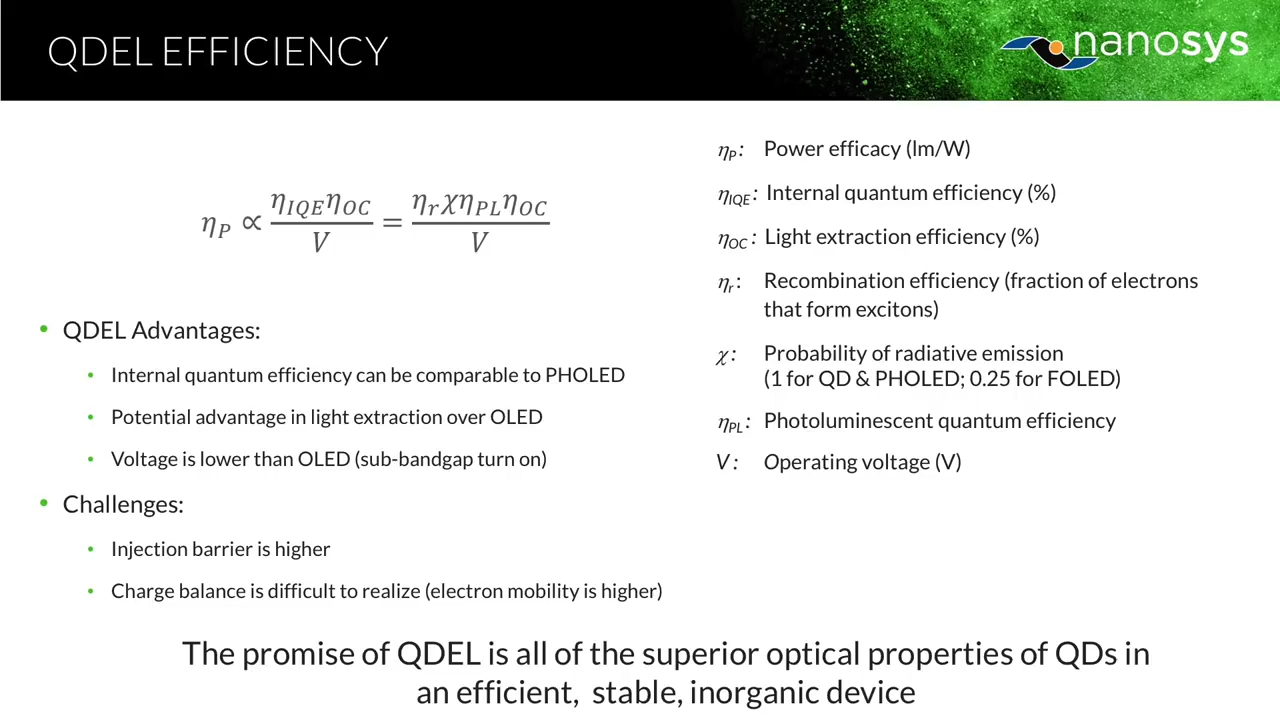 QDEL EFFICIENCY
nanosys
η_P ∝ η_IQE η_OC / V = η_r χ η_PL η_OC / V
• QDEL Advantages:
• Internal quantum efficiency can be comparable to PHOLED
• Potential advantage in light extraction over OLED
• Voltage is lower than OLED (sub-bandgap turn on)
• Challenges:
• Injection barrier is higher
• Charge balance is difficult to realize (electron mobility is higher)
η_P: Power efficacy (lm/W)
η_IQE: Internal quantum efficiency (%)
η_OC: Light extraction efficiency (%)
η_r: Recombination efficiency (fraction of electrons
that form excitons)
χ: Probability of radiative emission
(1 for QD & PHOLED; 0.25 for FOLED)
η_PL: Photoluminescent quantum efficiency
V: Operating voltage (V)
The promise of QDEL is all of the superior optical properties of QDs in
an efficient, stable, inorganic device